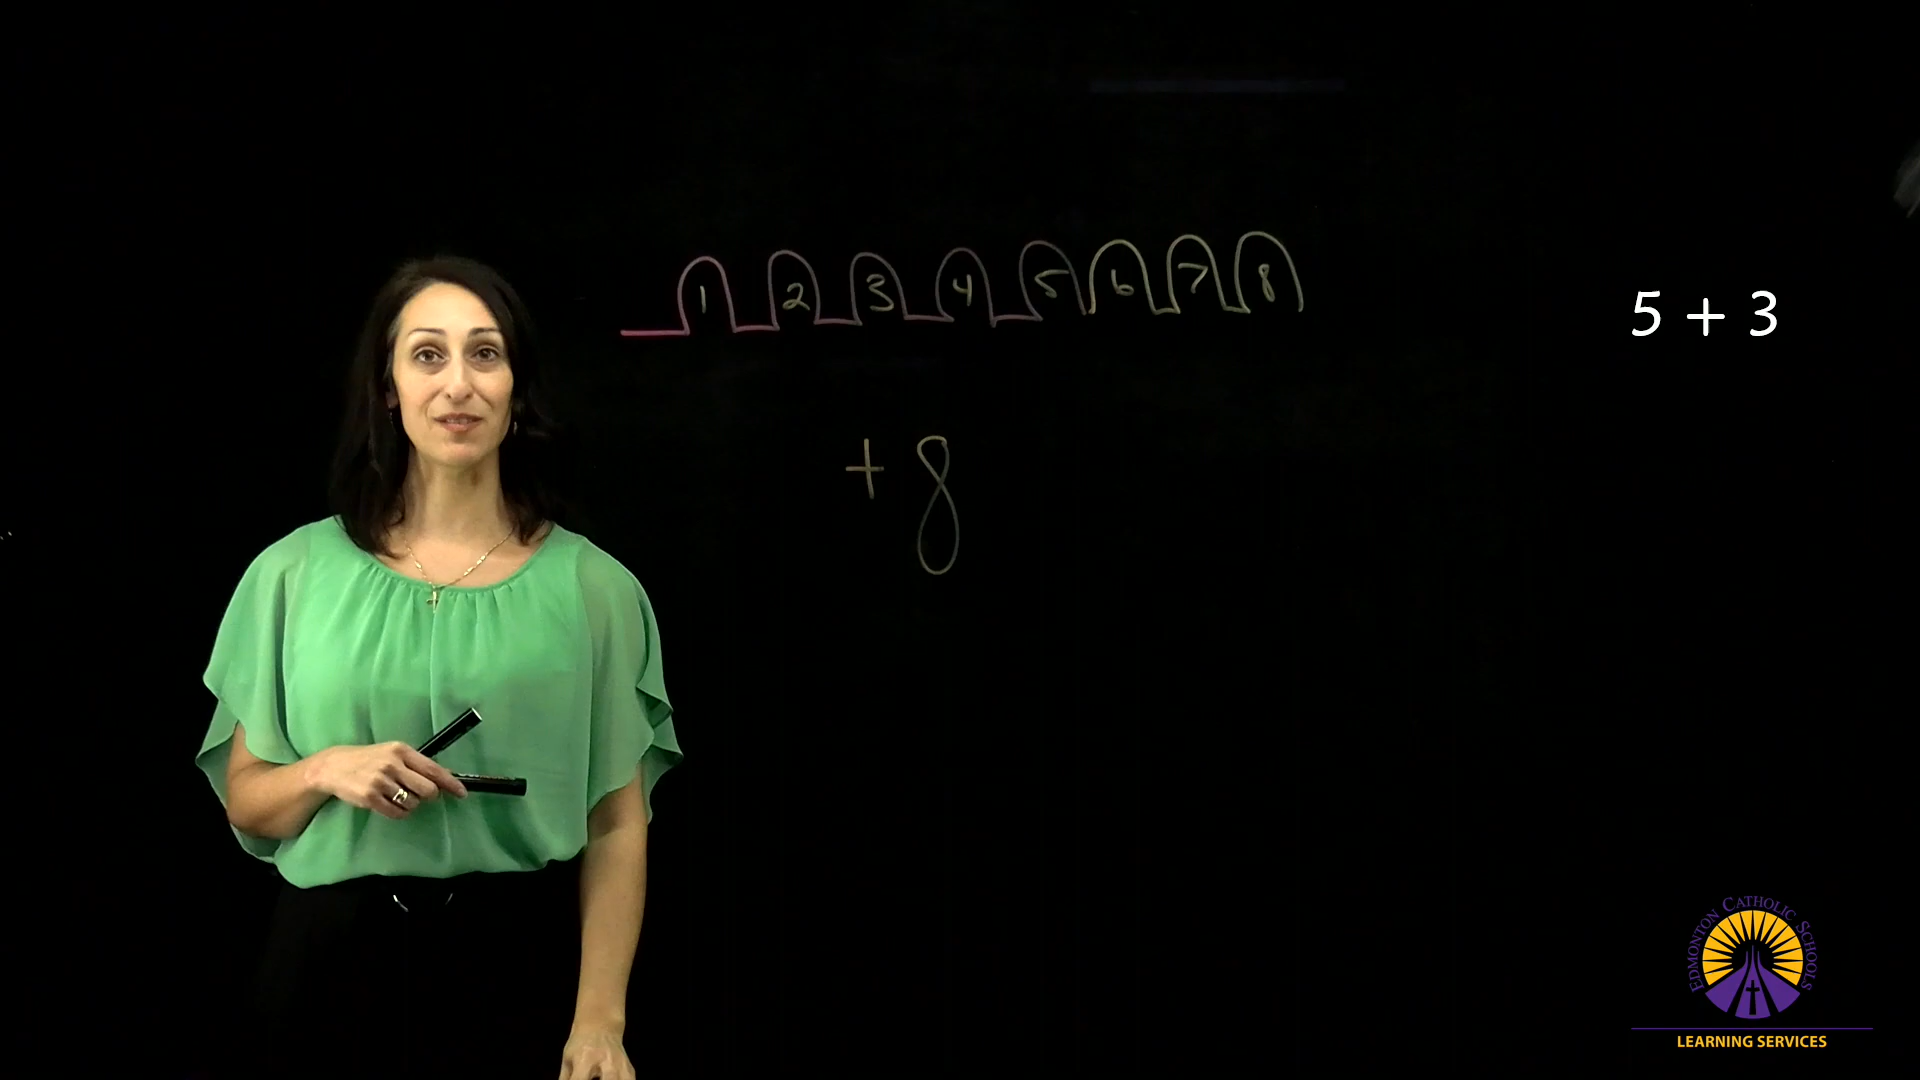 1 2 3 4 5 6 7 8
5 + 3
+ 8
EDMONTON CATHOLIC SCHOOLS
LEARNING SERVICES